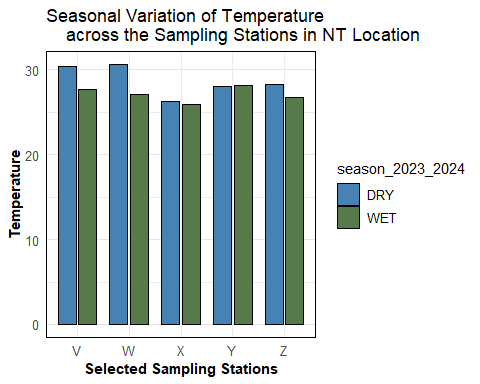 Seasonal Variation of Temperature
across the Sampling Stations in NT Location
30
20
10
0
Temperature
V W X Y Z
Selected Sampling Stations
season_2023_2024
DRY
WET